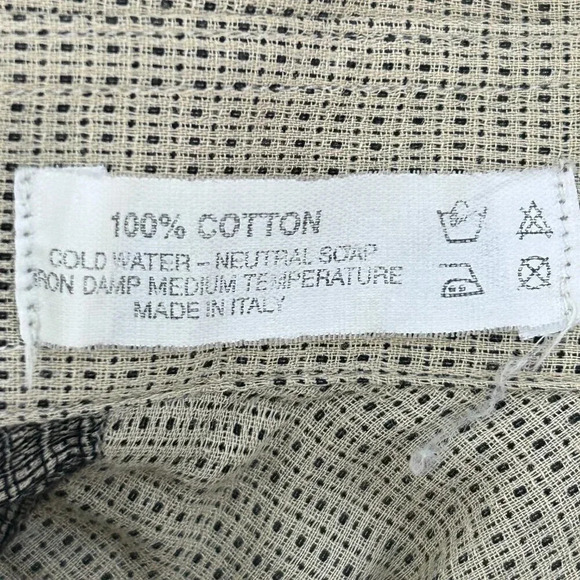 100% COTTON
COLD WATER - NEUTRAL SOAP
IRON DAMP MEDIUM TEMPERATURE
MADE IN ITALY